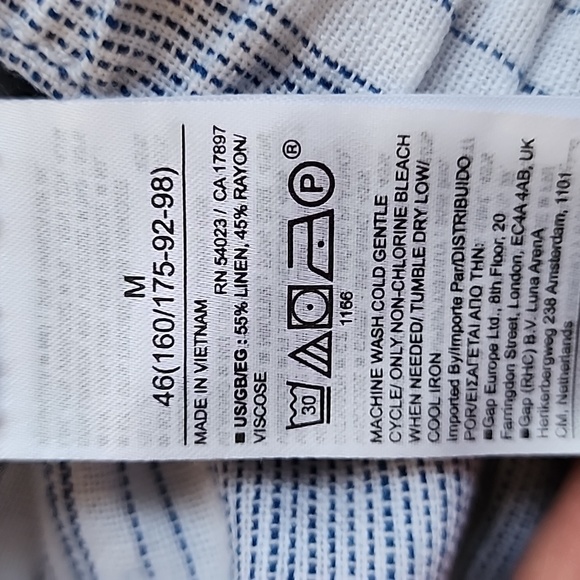 M
46(160/175-92-98)
MADE IN VIETNAM
RN 54023 / CA 17897
■ US/GB/EG : 55% LINEN, 45% RAYON/
VISCOSE
30 P ®
1166
MACHINE WASH COLD GENTLE
CYCLE/ ONLY NON-CHLORINE BLEACH
WHEN NEEDED/ TUMBLE DRY LOW/
COOL IRON
Imported By/Importe Par/DISTRIBUIDO
POR/ΕΙΣΑΓΕΤΑΙ ΑΠΟ ΤΗΝ:
■Gap Europe Ltd., 8th Floor, 20
Farringdon Street, London, EC4A 4AB, UK
■Gap (RHC) B.V. Luna ArenA
Herikerbergweg 238 Amsterdam, 1101
CM, Netherlands